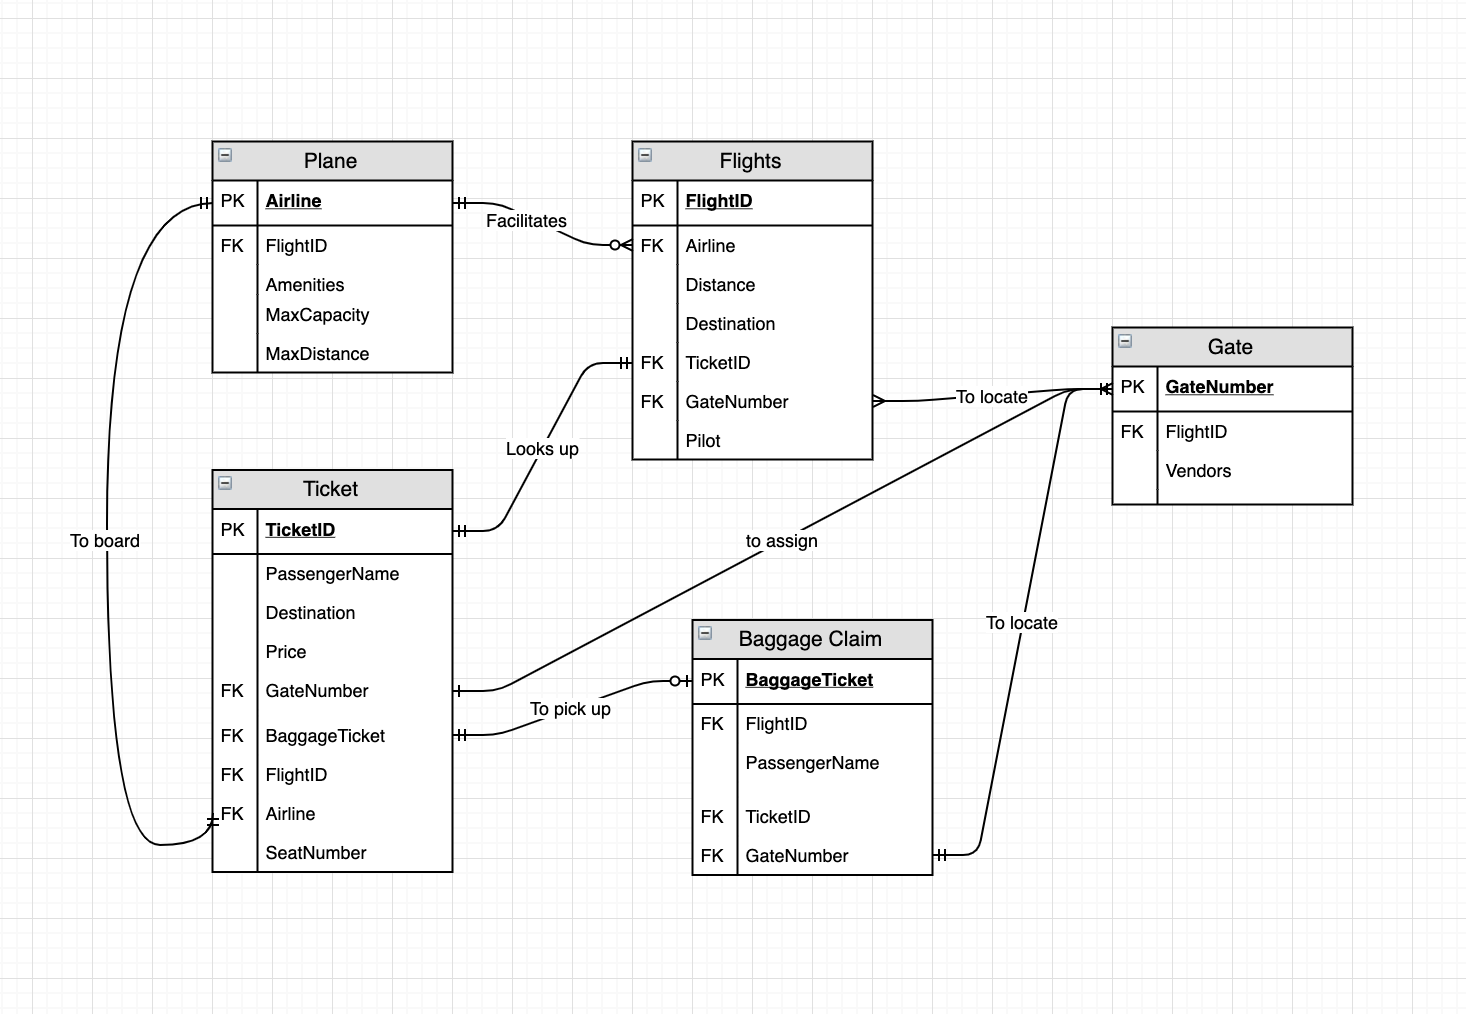 Plane
PK Airline
FK FlightID
Amenities
MaxCapacity
MaxDistance
Facilitates
Flights
PK FlightID
FK Airline
Distance
Destination
FK TicketID
FK GateNumber
Pilot
To locate
Gate
PK GateNumber
FK FlightID
Vendors
Looks up
To board
Ticket
PK TicketID
PassengerName
Destination
Price
FK GateNumber
FK BaggageTicket
FK FlightID
FK Airline
SeatNumber
to assign
To pick up
To locate
Baggage Claim
PK BaggageTicket
FK FlightID
PassengerName
FK TicketID
FK GateNumber